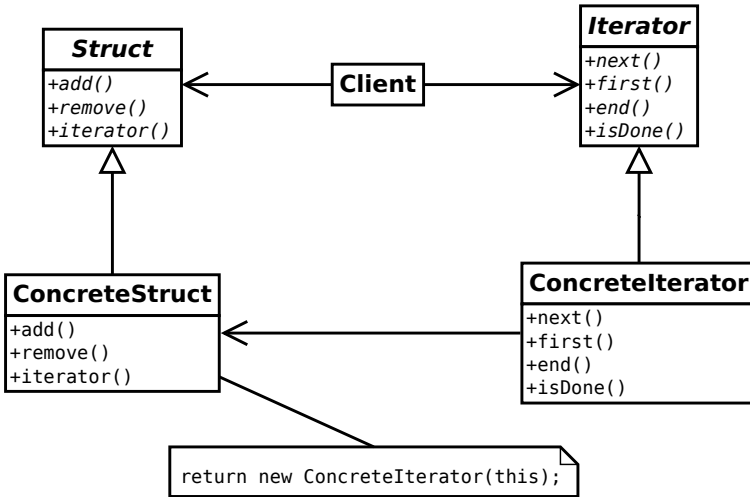 Struct
+add()
+remove()
+iterator()
Client
Iterator
+next()
+first()
+end()
+isDone()
ConcreteStruct
+add()
+remove()
+iterator()
ConcreteIterator
+next()
+first()
+end()
+isDone()
return new ConcreteIterator(this);